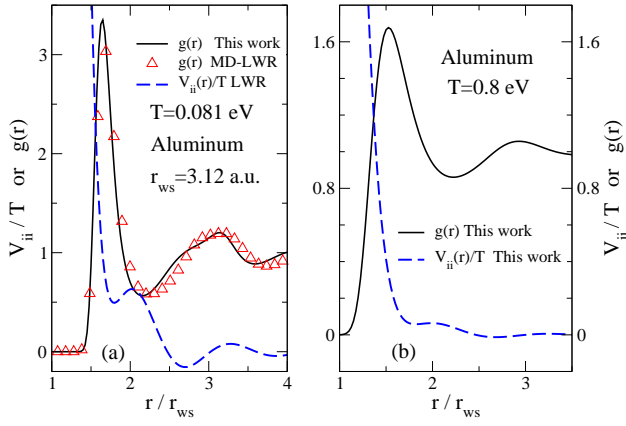 g(r) This work
g(r) MD-LWR
V_ii(r)/T LWR
T=0.081 eV
Aluminum
r_ws=3.12 a.u.
(a)
0
1
2
3
V_ii / T or g(r)
1
2
3
4
r / r_ws
Aluminum
T=0.8 eV
g(r) This work
V_ii(r)/T This work
(b)
0
0.8
1.6
0
0.8
1.6
V_ii / T or g(r)
1
2
3
r / r_ws